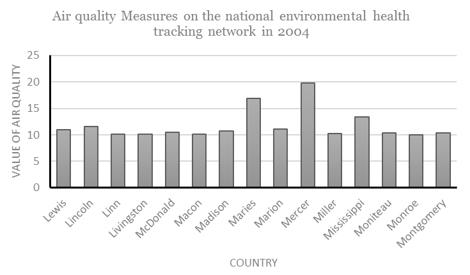 Air quality Measures on the national environmental health
tracking network in 2004
VALUE OF AIR QUALITY
25
20
15
10
5
0
Lewis
Lincoln
Linn
Livingston
McDonald
Macon
Madison
Maries
Marion
Mercer
Miller
Mississippi
Moniteau
Monroe
Montgomery
COUNTRY